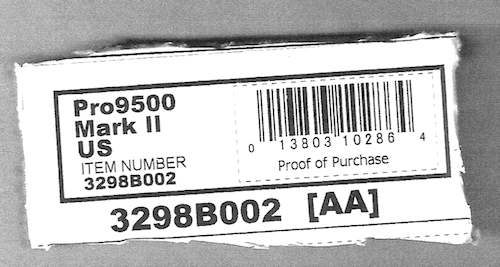 Pro9500
Mark II
US
ITEM NUMBER
3298B002
0 13803 10286 4
Proof of Purchase
3298B002 [AA]